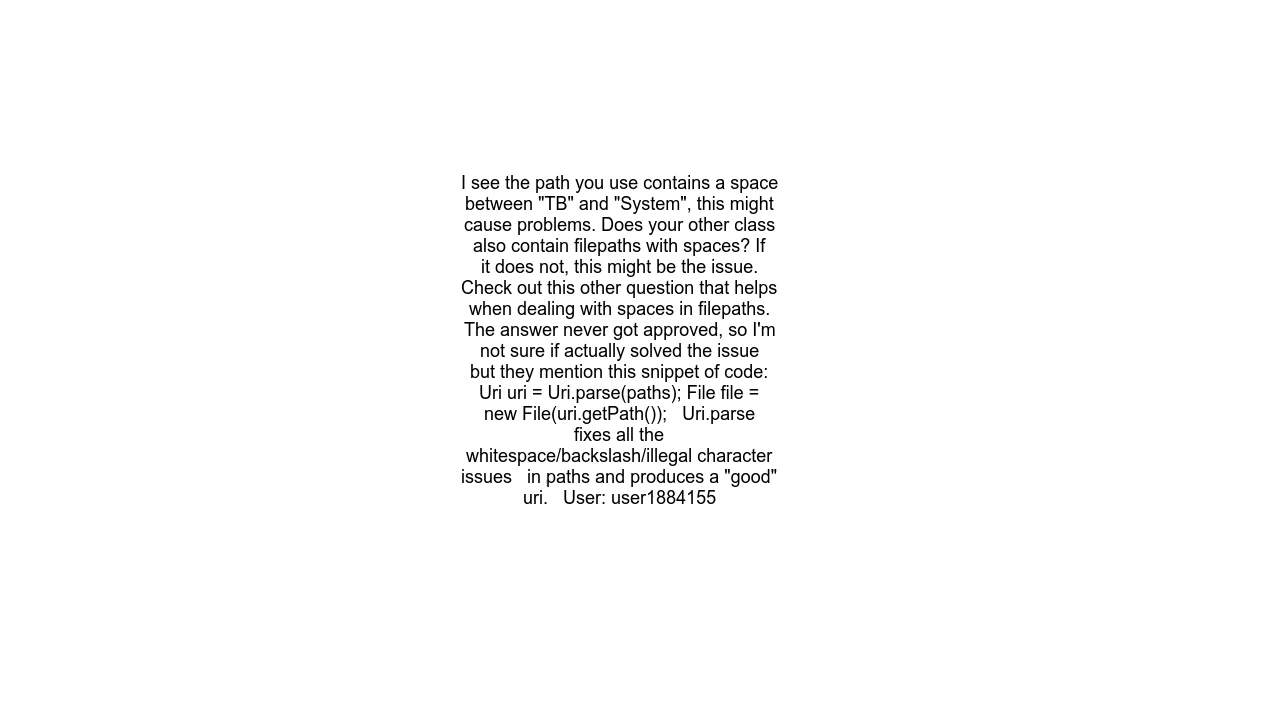 I see the path you use contains a space
between "TB" and "System", this might
cause problems. Does your other class
also contain filepaths with spaces? If
it does not, this might be the issue.
Check out this other question that helps
when dealing with spaces in filepaths.
The answer never got approved, so I'm
not sure if actually solved the issue
but they mention this snippet of code:
Uri uri = Uri.parse(paths); File file =
new File(uri.getPath());   Uri.parse
fixes all the
whitespace/backslash/illegal character
issues   in paths and produces a "good"
uri.   User: user1884155